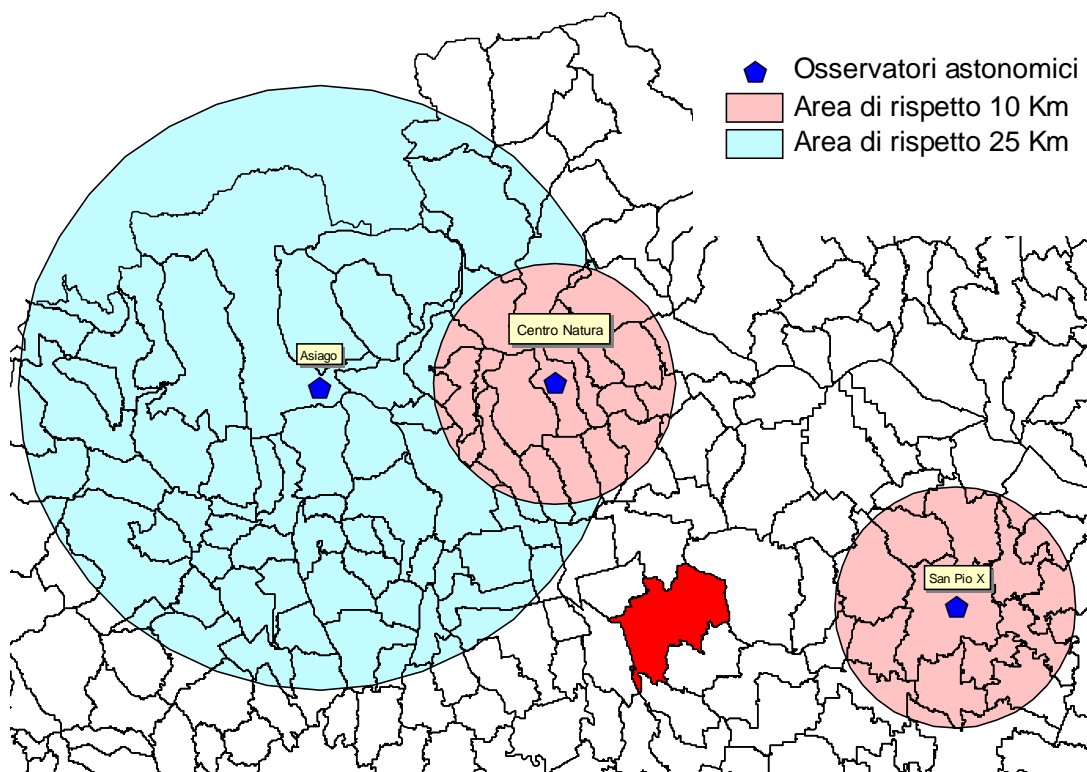 Osservatori astonomici
Area di rispetto 10 Km
Area di rispetto 25 Km
Centro Natura
Asiago
San Pio X